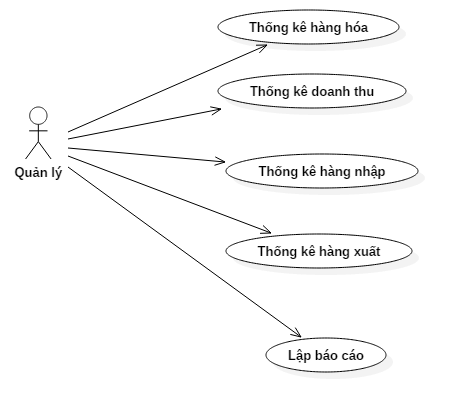 Thống kê hàng hóa
Thống kê doanh thu
Quản lý
Thống kê hàng nhập
Thống kê hàng xuất
Lập báo cáo